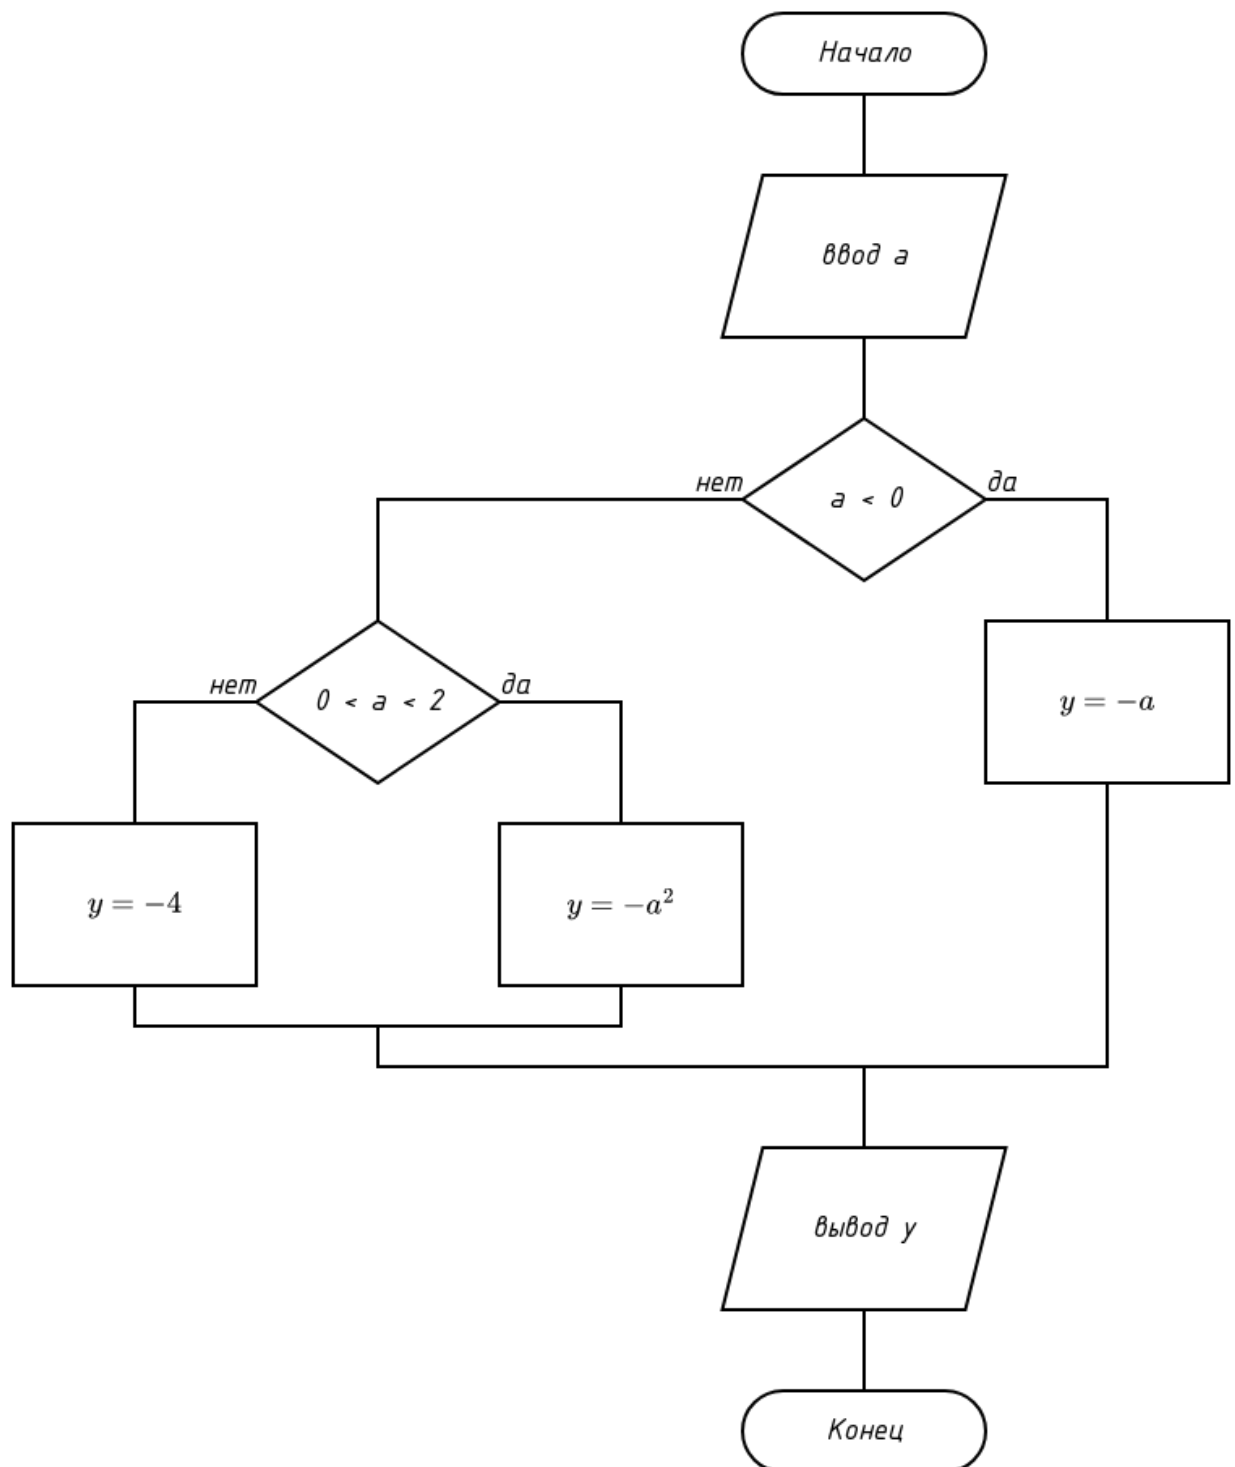 Начало
ввод a
a < 0
нет
да
0 < a < 2
нет
да
y = −a
y = −4
y = −a²
вывод y
Конец